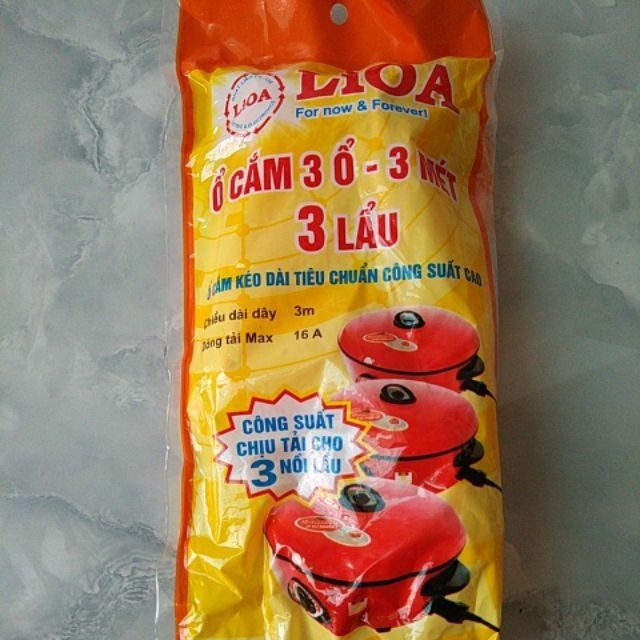 LiOA
LiOA
For now & Forever!
Ổ CẮM 3 Ổ - 3 MÉT
3 LẨU
Ổ CẮM KÉO DÀI TIÊU CHUẨN CÔNG SUẤT CAO
Chiều dài dây 3m
Dòng tải Max 16 A
CÔNG SUẤT
CHỊU TẢI CHO
3 NỒI LẨU